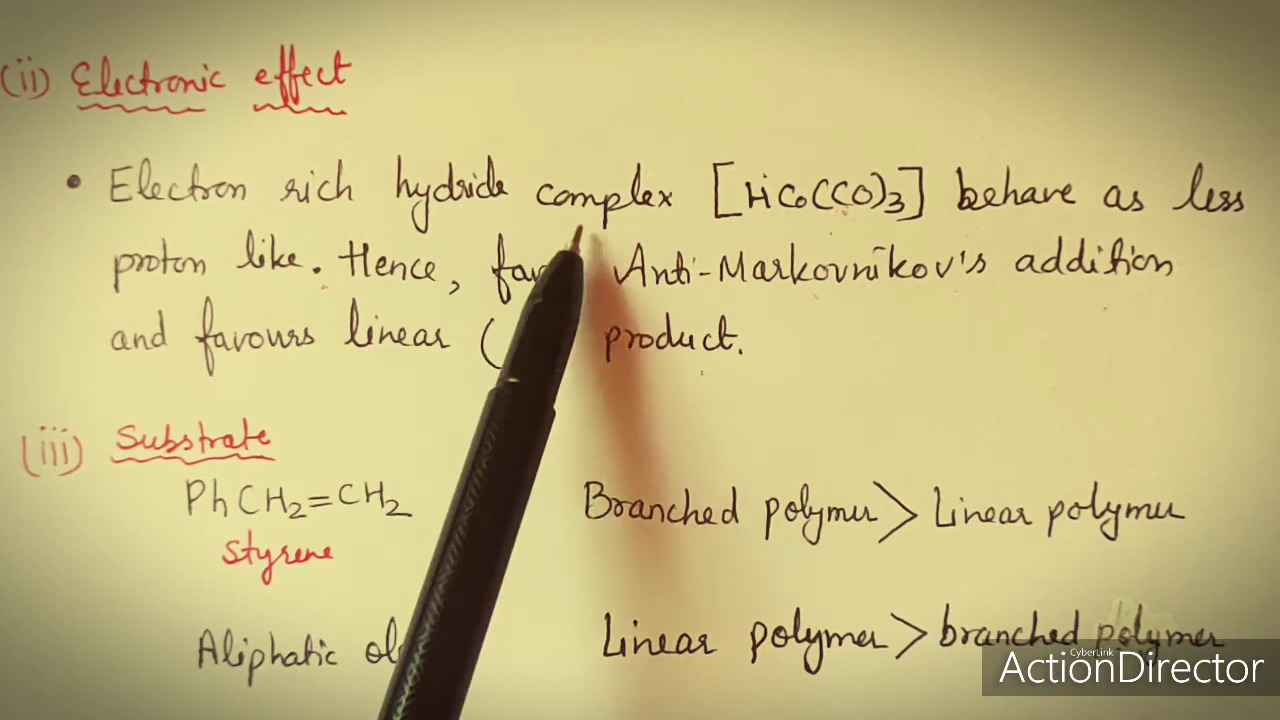 (ii) Electronic effect
• Electron rich hydride complex [HCo(CO)3] behave as less
proton like. Hence, Anti-Markovnikov's addition
and favours linear ( product.
(iii) Substrate
PhCH2=CH2 Branched polymer > Linear polymer
Styrene
Aliphatic Linear polymer > branched polymer
CyberLink
ActionDirector